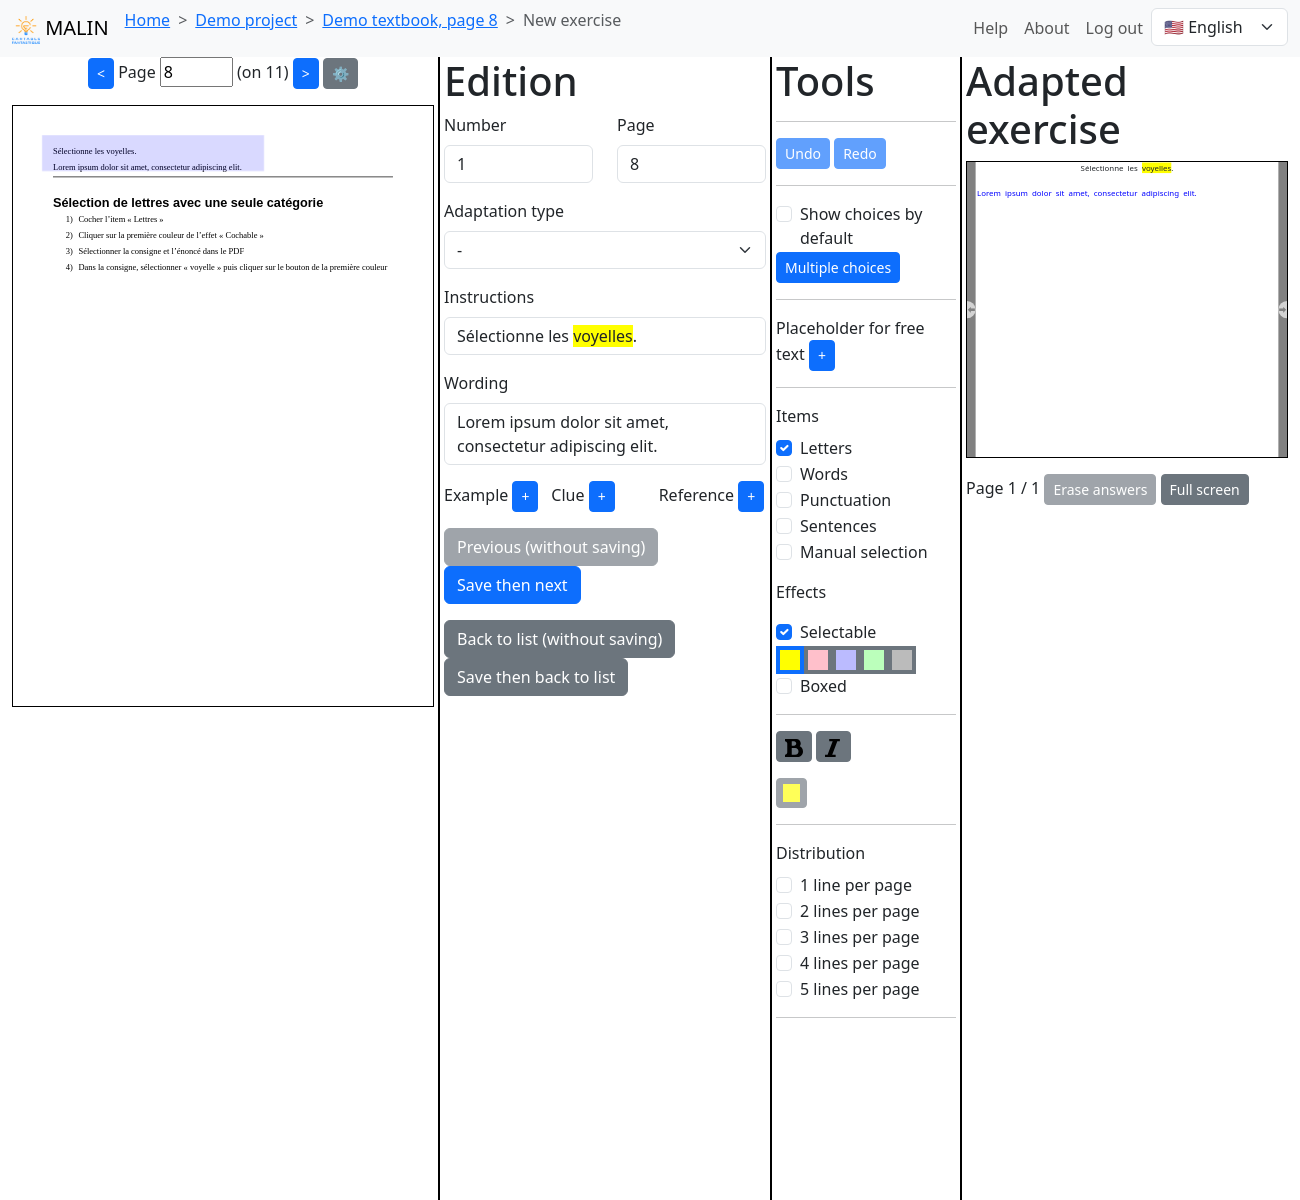 MALIN
Home > Demo project > Demo textbook, page 8 > New exercise
Help About Log out 🇺🇸 English
< Page 8 (on 11) > ⚙️
Sélectionne les voyelles.
Lorem ipsum dolor sit amet, consectetur adipiscing elit.
Sélection de lettres avec une seule catégorie
1) Cocher l’item « Lettres »
2) Cliquer sur la première couleur de l’effet « Cochable »
3) Sélectionner la consigne et l’énoncé dans le PDF
4) Dans la consigne, sélectionner « voyelle » puis cliquer sur le bouton de la première couleur
Edition
Number Page
1 8
Adaptation type
-
Instructions
Sélectionne les voyelles.
Wording
Lorem ipsum dolor sit amet,
consectetur adipiscing elit.
Example + Clue + Reference +
Previous (without saving)
Save then next
Back to list (without saving)
Save then back to list
Tools
Undo Redo
Show choices by
default
Multiple choices
Placeholder for free
text +
Items
Letters
Words
Punctuation
Sentences
Manual selection
Effects
Selectable
Boxed
B I
Distribution
1 line per page
2 lines per page
3 lines per page
4 lines per page
5 lines per page
Adapted
exercise
Sélectionne les voyelles.
Lorem ipsum dolor sit amet, consectetur adipiscing elit.
Page 1 / 1 Erase answers Full screen